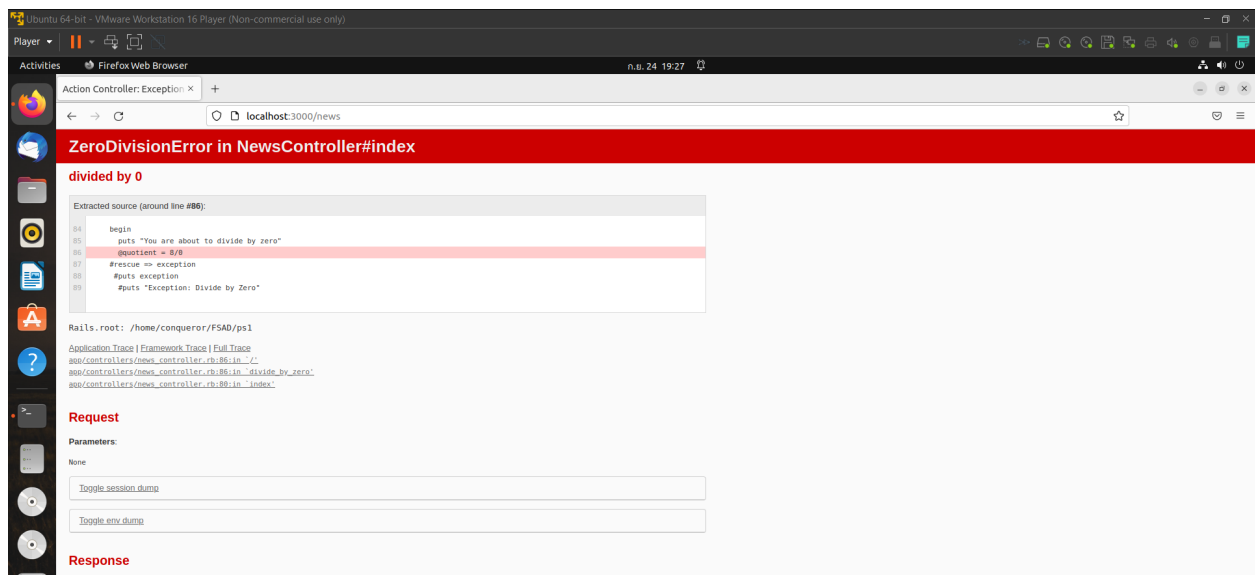 Ubuntu 64-bit - VMware Workstation 16 Player (Non-commercial use only)
Player
Activities Firefox Web Browser ก.ย. 24 19:27
Action Controller: Exception
localhost:3000/news
ZeroDivisionError in NewsController#index
divided by 0
Extracted source (around line #86):
84 begin
85 puts "You are about to divide by zero"
86 @quotient = 8/0
87 #rescue => exception
88 #puts exception
89 #puts "Exception: Divide by Zero"
Rails.root: /home/conqueror/FSAD/ps1
Application Trace | Framework Trace | Full Trace
app/controllers/news_controller.rb:86:in `/'
app/controllers/news_controller.rb:86:in `divide_by_zero'
app/controllers/news_controller.rb:80:in `index'
Request
Parameters:
None
Toggle session dump
Toggle env dump
Response